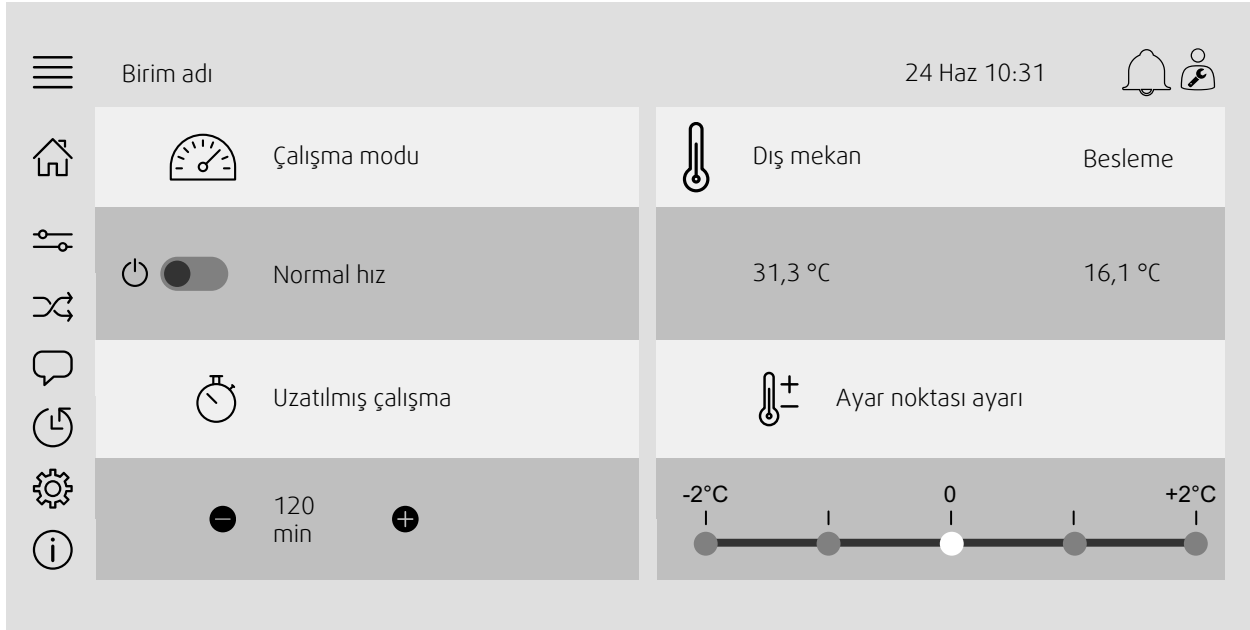 Birim adı
24 Haz 10:31
Çalışma modu
Dış mekan
Besleme
Normal hız
31,3 °C
16,1 °C
Uzatılmış çalışma
Ayar noktası ayarı
120
min
-2°C
0
+2°C